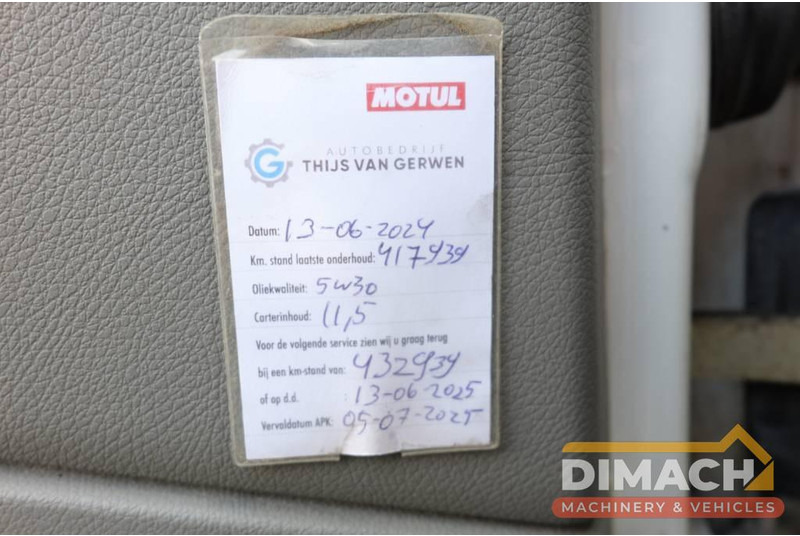 MOTUL
AUTOBEDRIJF
G THIJS VAN GERWEN
Datum: 13-06-2024
Km. stand laatste onderhoud: 417939
Oliekwaliteit: 5w30
Carterinhoud: 11,5
Voor de volgende service zien wij u graag terug
bij een km-stand van: 432939
of op d.d. : 13-06-2025
Vervaldatum APK: 05-07-2025
DIMACH
MACHINERY & VEHICLES